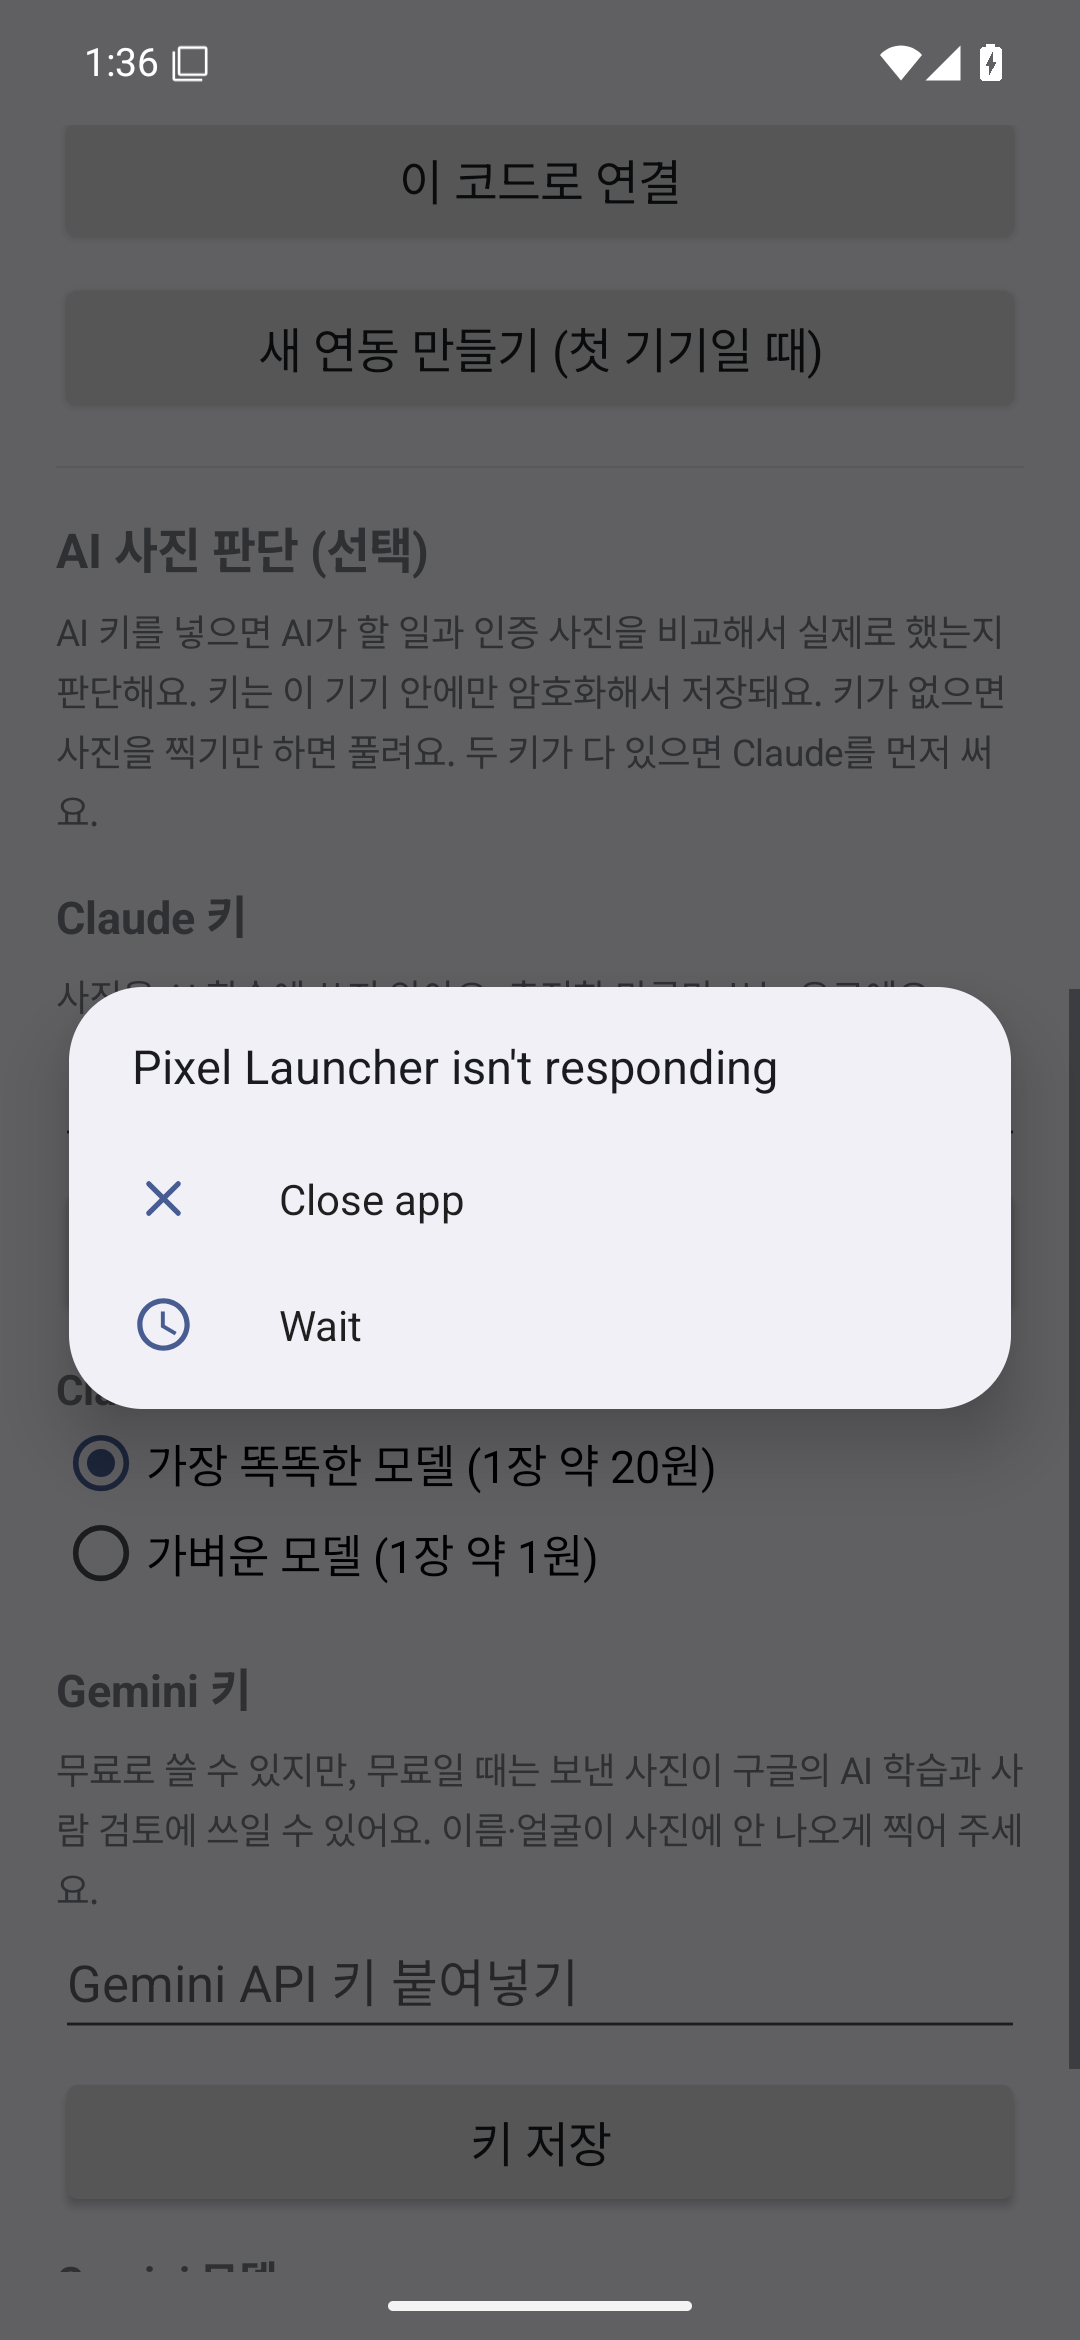 1:36
이 코드로 연결
새 연동 만들기 (첫 기기일 때)
AI 사진 판단 (선택)
AI 키를 넣으면 AI가 할 일과 인증 사진을 비교해서 실제로 했는지
판단해요. 키는 이 기기 안에만 암호화해서 저장돼요. 키가 없으면
사진을 찍기만 하면 풀려요. 두 키가 다 있으면 Claude를 먼저 써
요.
Claude 키
Pixel Launcher isn't responding
Close app
Wait
가장 똑똑한 모델 (1장 약 20원)
가벼운 모델 (1장 약 1원)
Gemini 키
무료로 쓸 수 있지만, 무료일 때는 보낸 사진이 구글의 AI 학습과 사
람 검토에 쓰일 수 있어요. 이름·얼굴이 사진에 안 나오게 찍어 주세
요.
Gemini API 키 붙여넣기
키 저장